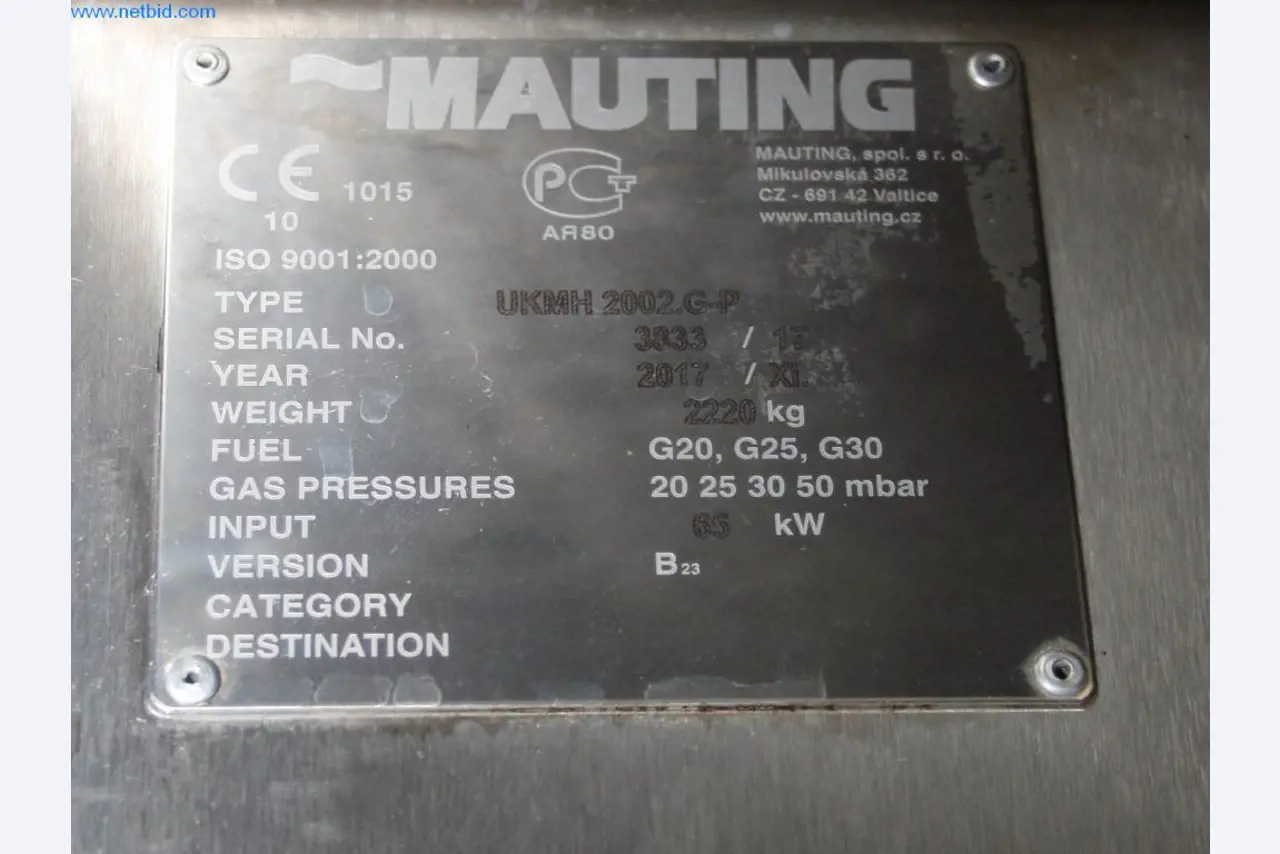 www.netbid.com
MAUTING
CE 1015
10
PCT
AЯ80
MAUTING, spol. s r. o.
Mikulovská 362
CZ - 691 42 Valtice
www.mauting.cz
ISO 9001:2000
TYPE UKMH 2002.G-P
SERIAL No. 3833 / 17
YEAR 2017 / XI.
WEIGHT 2220 kg
FUEL G20, G25, G30
GAS PRESSURES 20 25 30 50 mbar
INPUT 65 kW
VERSION B23
CATEGORY
DESTINATION